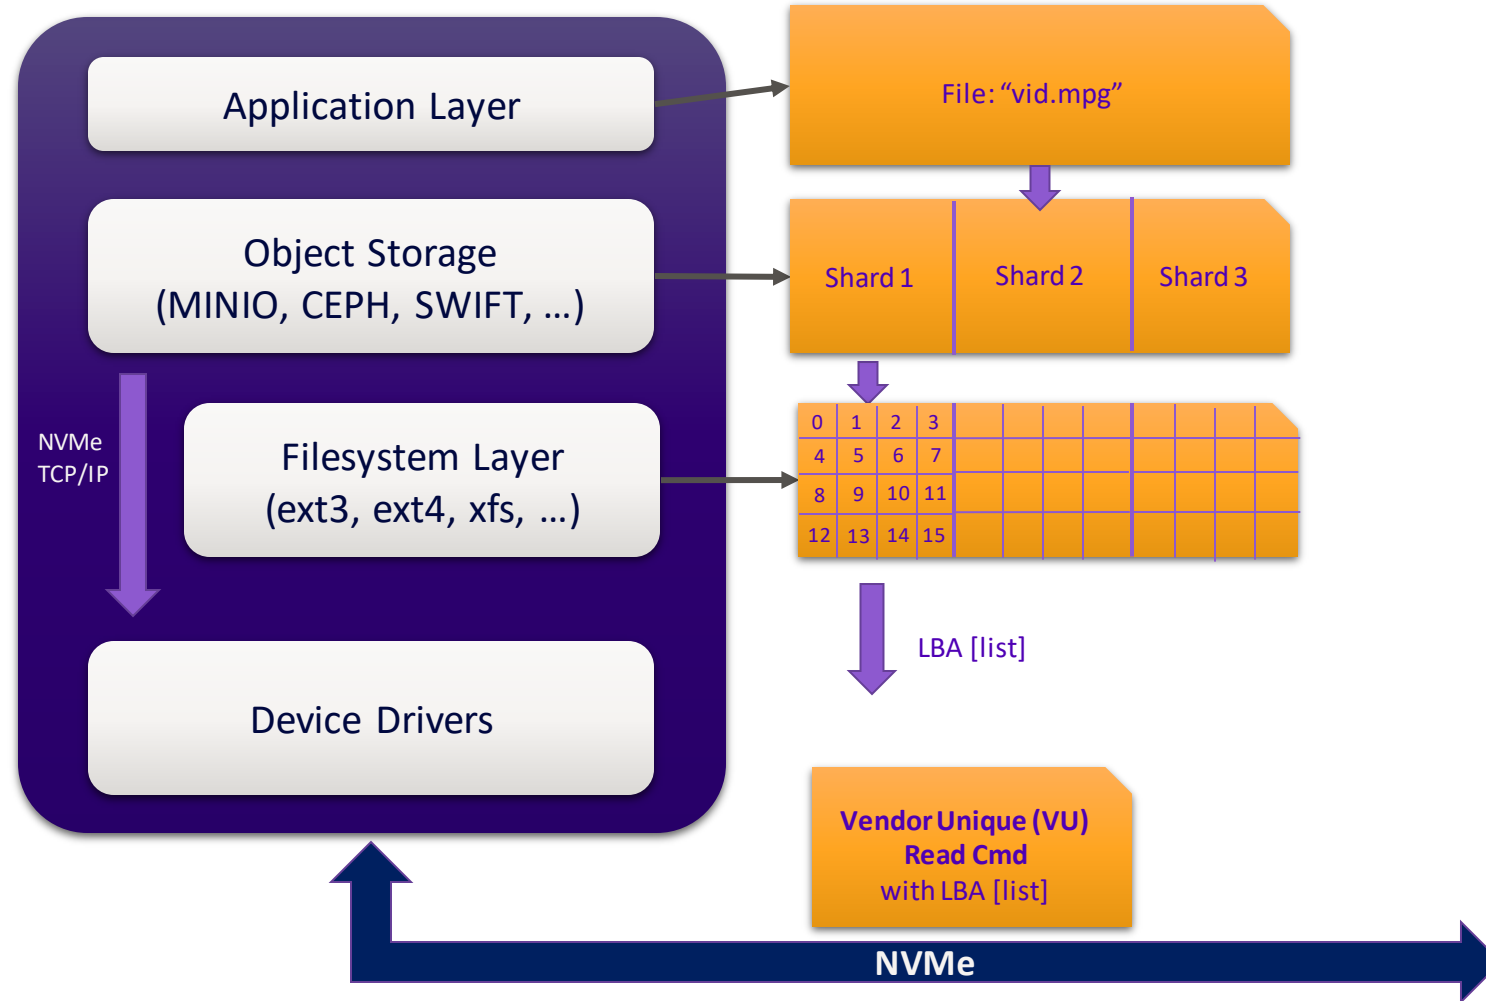 Application Layer
File: “vid.mpg”
Object Storage
(MINIO, CEPH, SWIFT, …)
Shard 1
Shard 2
Shard 3
NVMe
TCP/IP
Filesystem Layer
(ext3, ext4, xfs, …)
0 1 2 3
4 5 6 7
8 9 10 11
12 13 14 15
LBA [list]
Device Drivers
Vendor Unique (VU)
Read Cmd
with LBA [list]
NVMe